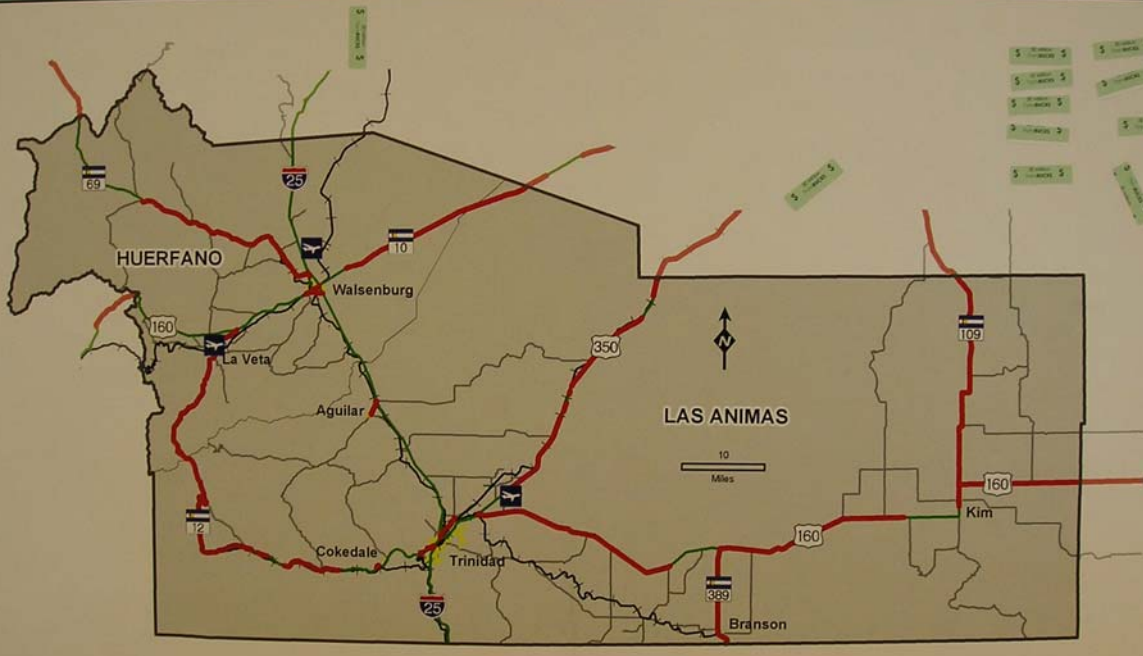 69
25
HUERFANO
10
Walsenburg
160
La Veta
350
109
N
Aguilar
LAS ANIMAS
10
Miles
160
Kim
12
Cokedale
Trinidad
160
25
389
Branson